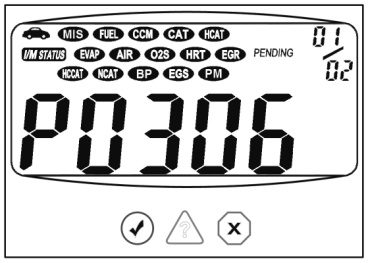 MIS FUEL CCM CAT HCAT 01
I/M STATUS EVAP AIR O2S HRT EGR PENDING
HCCAT NCAT BP EGS PM 02
P0306
?
X